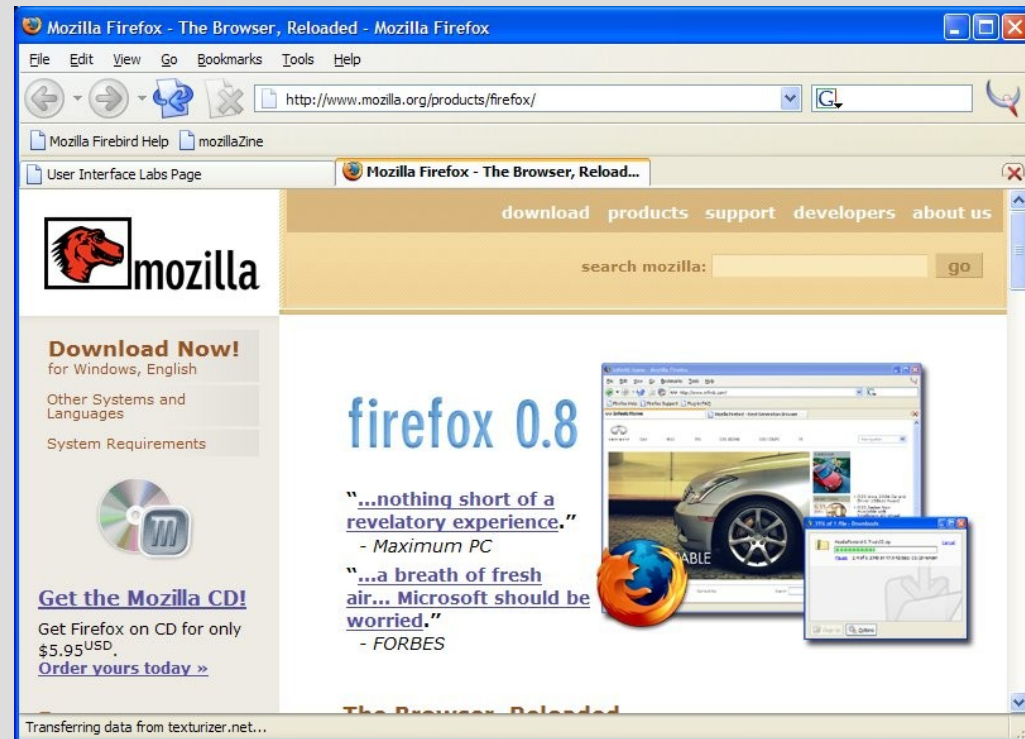 Mozilla Firefox - The Browser, Reloaded - Mozilla Firefox
File Edit View Go Bookmarks Tools Help
http://www.mozilla.org/products/firefox/
G
Mozilla Firebird Help mozillaZine
User Interface Labs Page Mozilla Firefox - The Browser, Reload...
mozilla
download products support developers about us
search mozilla: go
Download Now!
for Windows, English
Other Systems and
Languages
System Requirements
m
Get the Mozilla CD!
Get Firefox on CD for only
$5.95USD.
Order yours today »
firefox 0.8
"...nothing short of a
revelatory experience."
- Maximum PC
"...a breath of fresh
air... Microsoft should be
worried."
- FORBES
The Browser, Reloaded
Transferring data from texturizer.net...